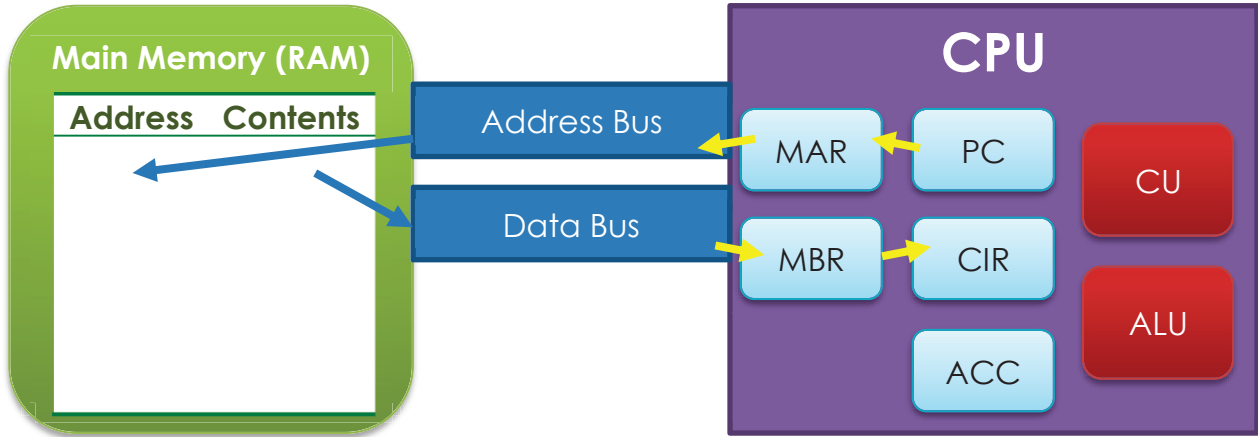 Main Memory (RAM)
Address Contents
Address Bus
Data Bus
CPU
MAR
PC
MBR
CIR
ACC
CU
ALU